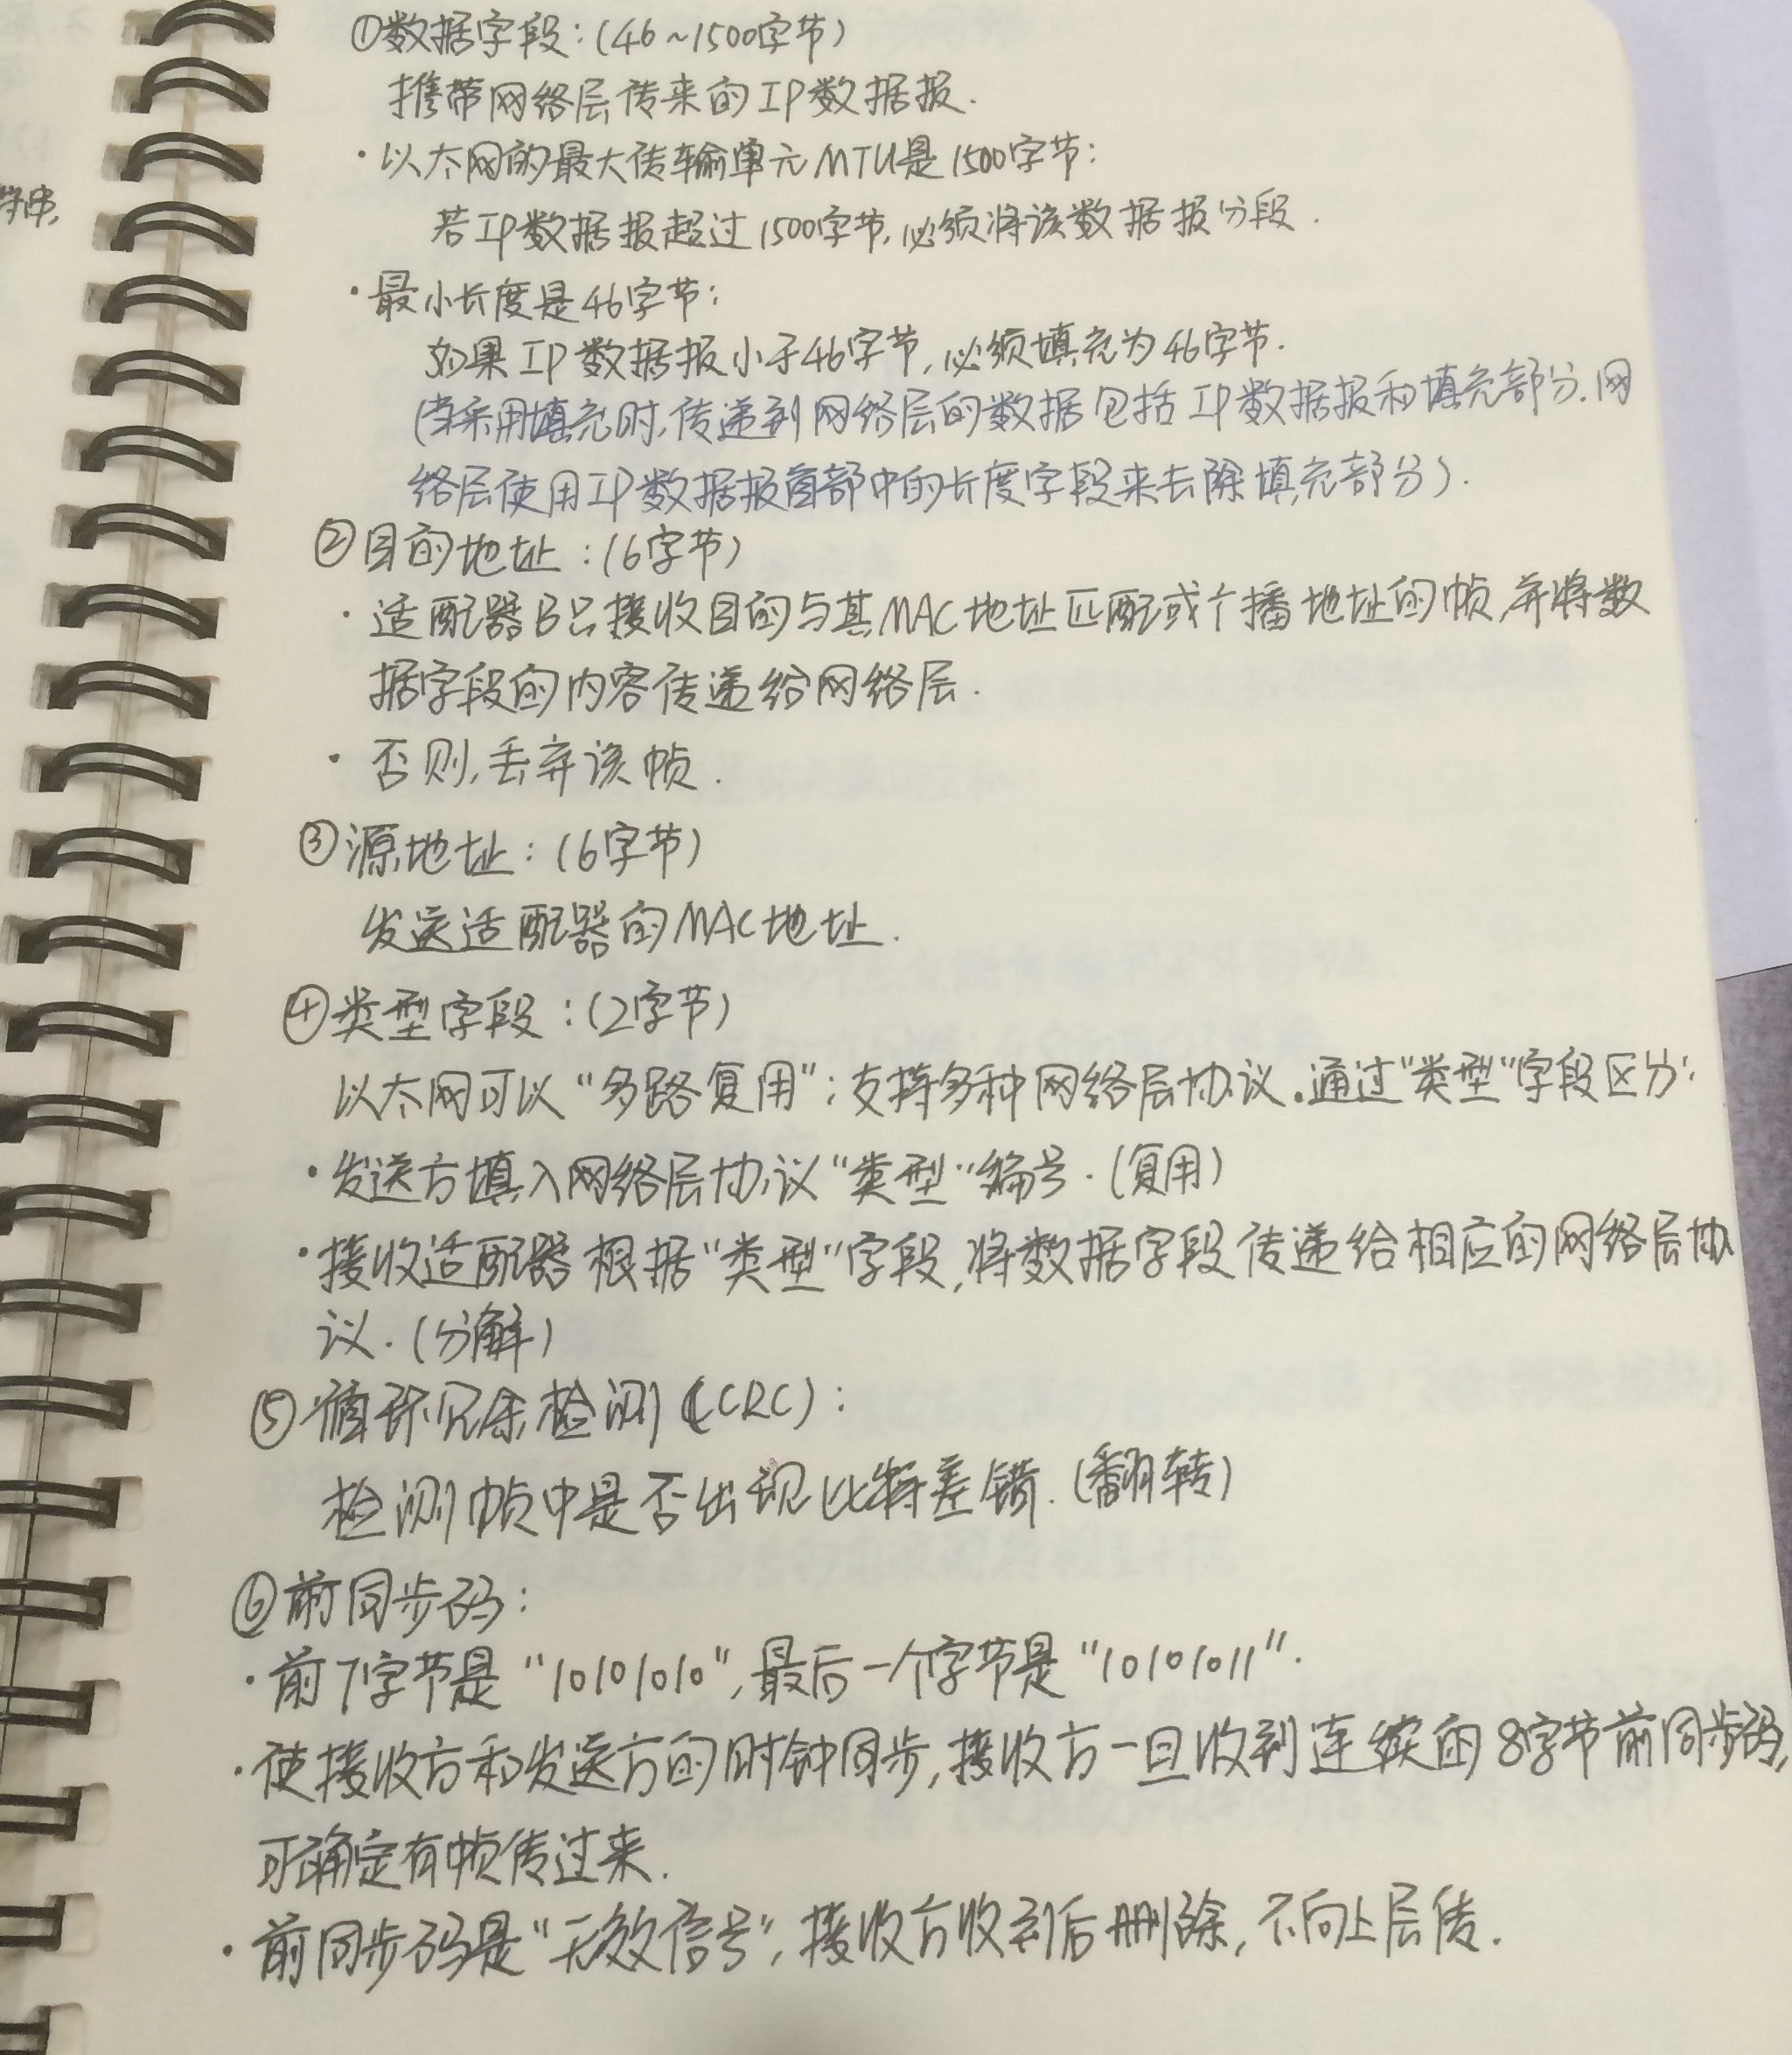 ①数据字段:(46~1500字节)
携带网络层传来的IP数据报.
·以太网的最大传输单元MTU是1500字节:
若IP数据报超过1500字节,必须将该数据报分段.
·最小长度是46字节:
如果IP数据报小于46字节,必须填充为46字节.
(当采用填充时,传递到网络层的数据包括IP数据报和填充部分.网
络层使用IP数据报首部中的长度字段来去除填充部分).
②目的地址:(6字节)
·适配器B只接收目的与其MAC地址匹配或广播地址的帧,并将数
据字段的内容传递给网络层.
·否则,丢弃该帧.
③源地址:(6字节)
发送适配器的MAC地址.
④类型字段:(2字节)
以太网可以"多路复用":支持多种网络层协议.通过"类型"字段区分:
·发送方填入网络层协议"类型"编号.(复用)
·接收适配器根据"类型"字段,将数据字段传递给相应的网络层协
议.(分解)
⑤循环冗余检测(CRC):
检测帧中是否出现比特差错.(翻转)
⑥前同步码:
·前7字节是"10101010",最后一个字节是"10101011".
·使接收方和发送方的时钟同步,接收方一旦收到连续的8字节前同步码,
可确定有帧传过来.
·前同步码是"无效信号",接收方收到后删除,不向上层传.